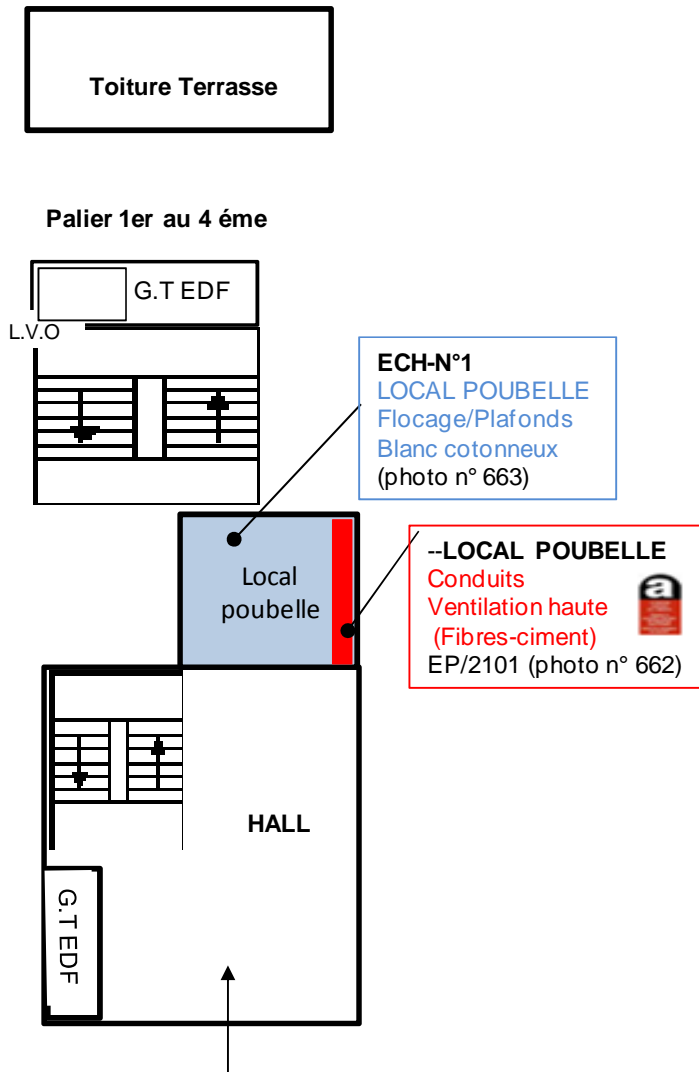 Toiture Terrasse
Palier 1er au 4 éme
G.T EDF
L.V.O
ECH-N°1
LOCAL POUBELLE
Flocage/Plafonds
Blanc cotonneux
(photo n° 663)
--LOCAL POUBELLE
Conduits
Ventilation haute
(Fibres-ciment)
EP/2101 (photo n° 662)
a
Local
poubelle
HALL
G.T EDF